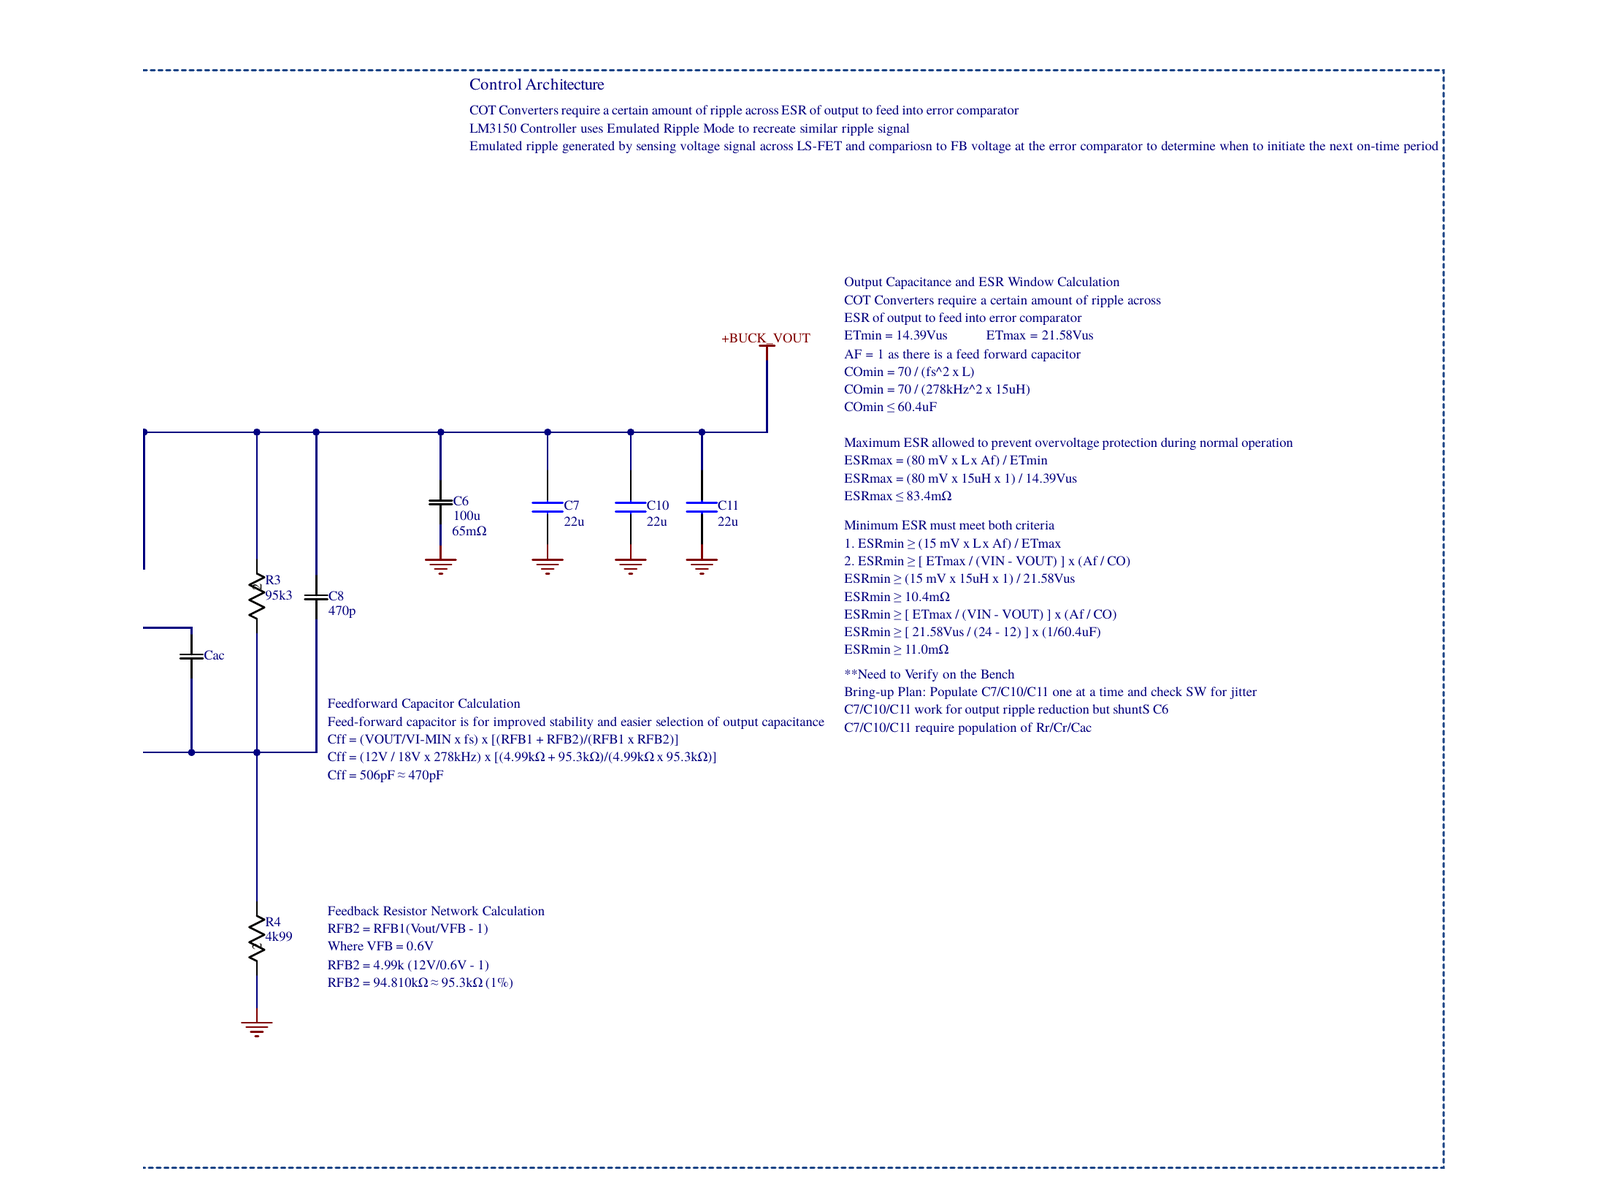 Control Architecture
COT Converters require a certain amount of ripple across ESR of output to feed into error comparator
LM3150 Controller uses Emulated Ripple Mode to recreate similar ripple signal
Emulated ripple generated by sensing voltage signal across LS-FET and compariosn to FB voltage at the error comparator to determine when to initiate the next on-time period
Output Capacitance and ESR Window Calculation
COT Converters require a certain amount of ripple across
ESR of output to feed into error comparator
ETmin = 14.39Vus ETmax = 21.58Vus
AF = 1 as there is a feed forward capacitor
COmin = 70 / (fs^2 x L)
COmin = 70 / (278kHz^2 x 15uH)
COmin ≤ 60.4uF
Maximum ESR allowed to prevent overvoltage protection during normal operation
ESRmax = (80 mV x L x Af) / ETmin
ESRmax = (80 mV x 15uH x 1) / 14.39Vus
ESRmax ≤ 83.4mΩ
Minimum ESR must meet both criteria
1. ESRmin ≥ (15 mV x L x Af) / ETmax
2. ESRmin ≥ [ ETmax / (VIN - VOUT) ] x (Af / CO)
ESRmin ≥ (15 mV x 15uH x 1) / 21.58Vus
ESRmin ≥ 10.4mΩ
ESRmin ≥ [ ETmax / (VIN - VOUT) ] x (Af / CO)
ESRmin ≥ [ 21.58Vus / (24 - 12) ] x (1/60.4uF)
ESRmin ≥ 11.0mΩ
**Need to Verify on the Bench
Bring-up Plan: Populate C7/C10/C11 one at a time and check SW for jitter
C7/C10/C11 work for output ripple reduction but shuntS C6
C7/C10/C11 require population of Rr/Cr/Cac
+BUCK_VOUT
C6
100u
65mΩ
C7
22u
C10
22u
C11
22u
R3
95k3
C8
470p
Cac
Feedforward Capacitor Calculation
Feed-forward capacitor is for improved stability and easier selection of output capacitance
Cff = (VOUT/VI-MIN x fs) x [(RFB1 + RFB2)/(RFB1 x RFB2)]
Cff = (12V / 18V x 278kHz) x [(4.99kΩ + 95.3kΩ)/(4.99kΩ x 95.3kΩ)]
Cff = 506pF ≈ 470pF
R4
4k99
Feedback Resistor Network Calculation
RFB2 = RFB1(Vout/VFB - 1)
Where VFB = 0.6V
RFB2 = 4.99k (12V/0.6V - 1)
RFB2 = 94.810kΩ ≈ 95.3kΩ (1%)